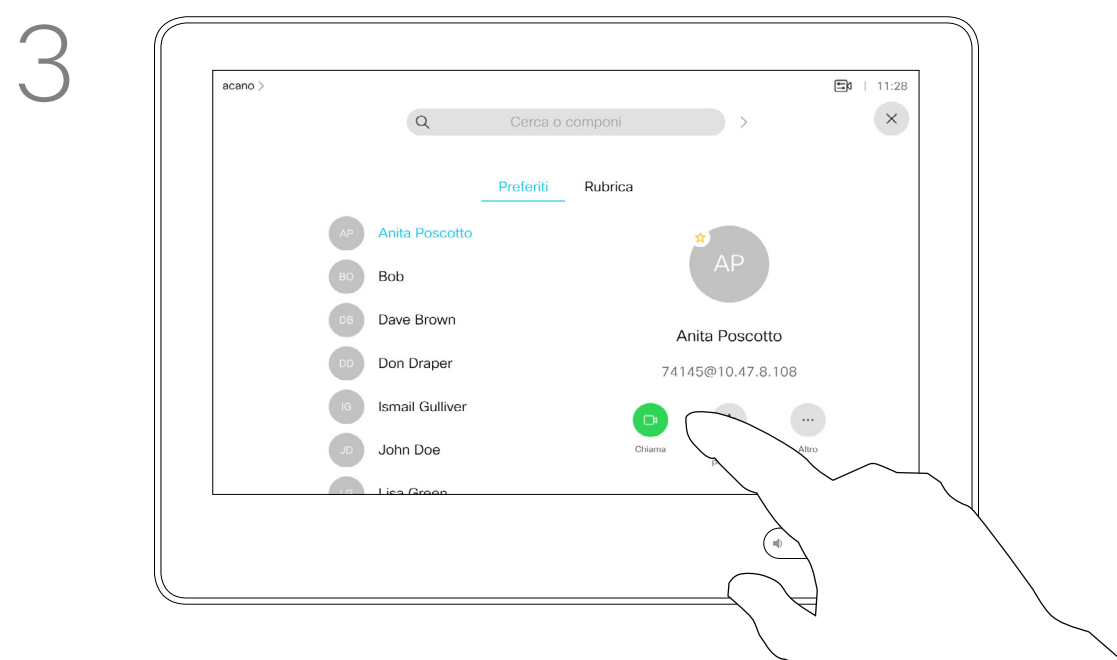 3
acano >
11:28
Cerca o componi
Preferiti Rubrica
AP Anita Poscotto
BO Bob
DB Dave Brown
DD Don Draper
IG Ismail Gulliver
JD John Doe
LG Lisa Green
AP
Anita Poscotto
74145@10.47.8.108
Chiama
Altro